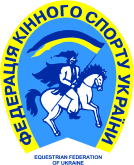 ФЕДЕРАЦІЯ КІННОГО СПОРТУ УКРАЇНИ
EQUESTRIAN FEDERATION
OF UKRAINE